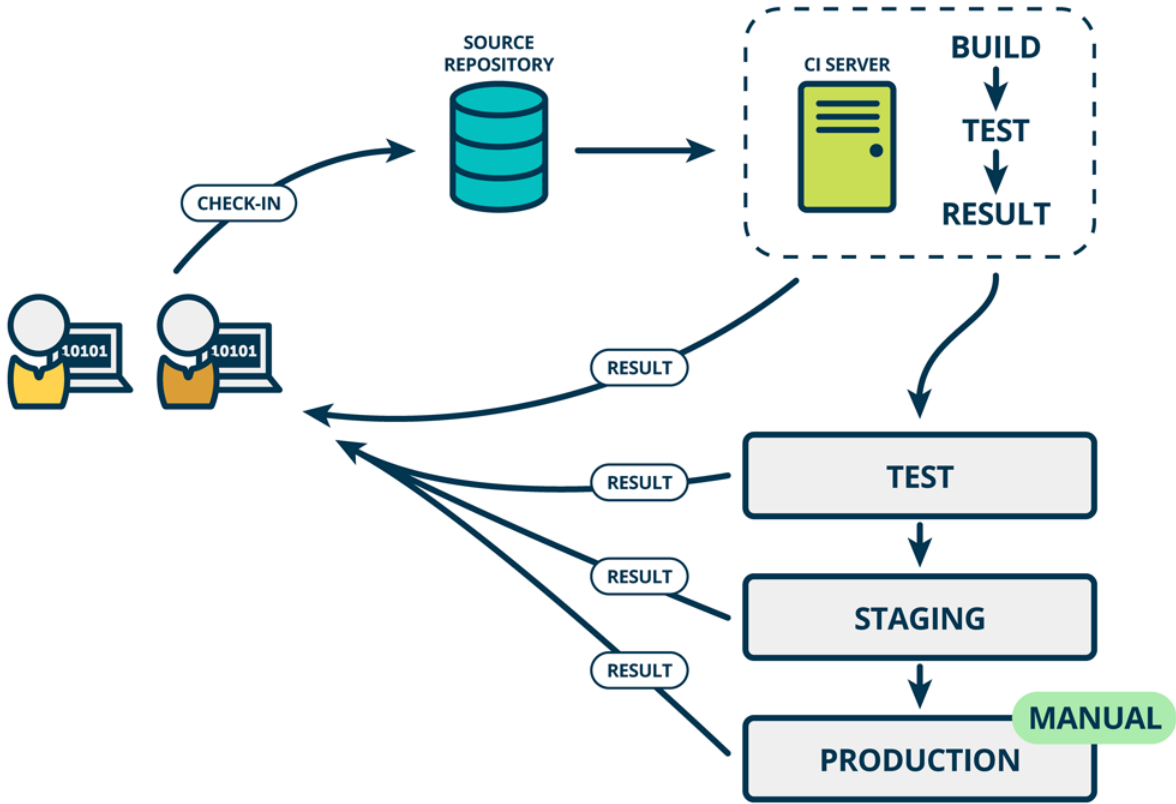 SOURCE
REPOSITORY
CI SERVER
BUILD
TEST
RESULT
CHECK-IN
10101
10101
RESULT
RESULT
TEST
RESULT
STAGING
RESULT
MANUAL
PRODUCTION